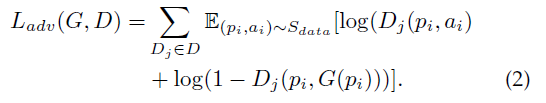 L_{adv}(G, D) = \sum_{D_j \in D} \mathbb{E}_{(p_i,a_i) \sim S_{data}} [\log(D_j(p_i, a_i)
+ \log(1 - D_j(p_i, G(p_i)))]. (2)